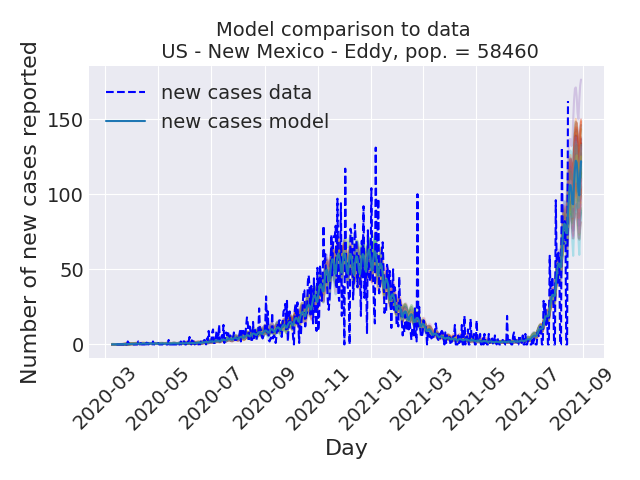 Model comparison to data
US - New Mexico - Eddy, pop. = 58460
Number of new cases reported
new cases data
new cases model
150
100
50
0
2020-03
2020-05
2020-07
2020-09
2020-11
2021-01
2021-03
2021-05
2021-07
2021-09
Day